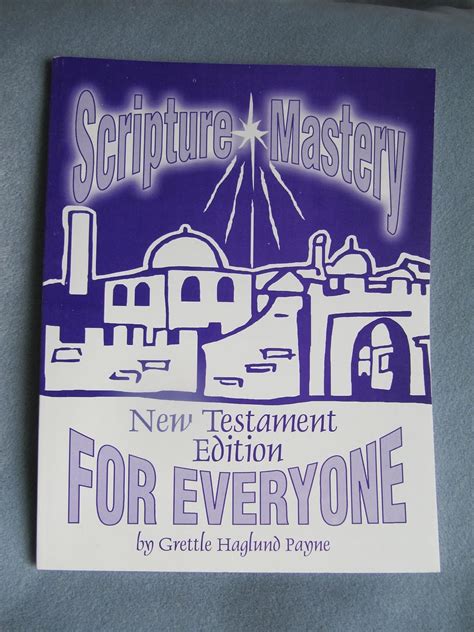 Scripture Mastery
New Testament
Edition
FOR EVERYONE
by Grettle Haglund Payne